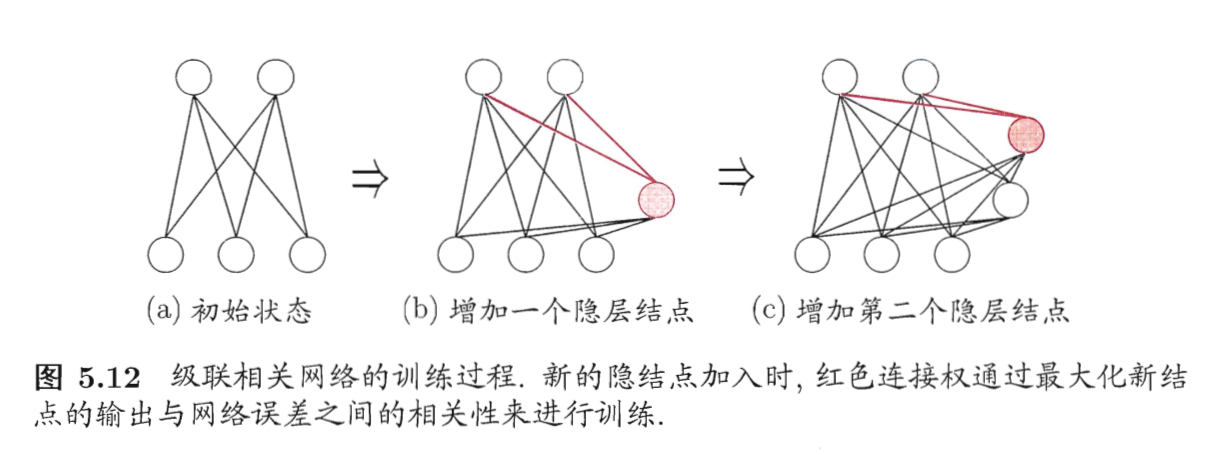 (a) 初始状态
(b) 增加一个隐层结点
(c) 增加第二个隐层结点
图 5.12 级联相关网络的训练过程. 新的隐结点加入时, 红色连接权通过最大化新结
点的输出与网络误差之间的相关性来进行训练.